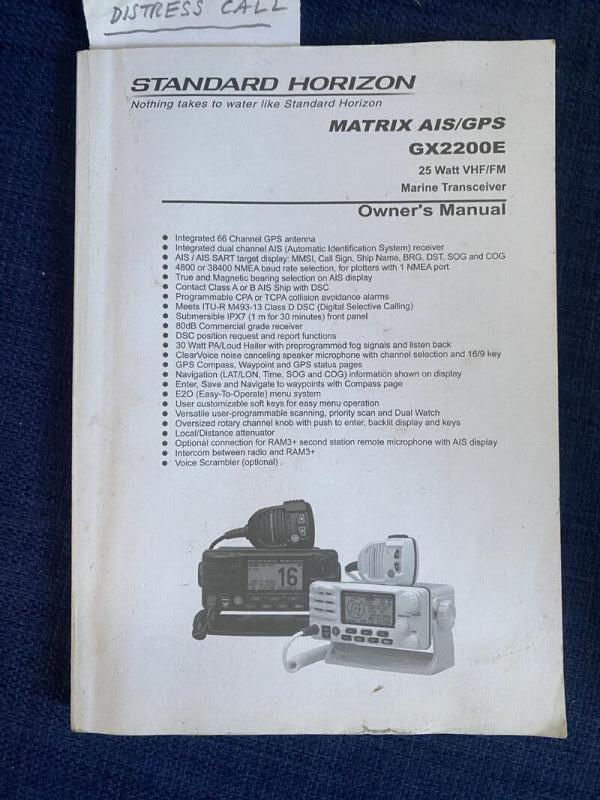 DISTRESS CALL
STANDARD HORIZON
Nothing takes to water like Standard Horizon
MATRIX AIS/GPS
GX2200E
25 Watt VHF/FM
Marine Transceiver
Owner's Manual
● Integrated 66 Channel GPS antenna
● Integrated dual channel AIS (Automatic Identification System) receiver
● AIS / AIS SART target display: MMSI, Call Sign, Ship Name, BRG, DST, SOG and COG
● 4800 or 38400 NMEA baud rate selection, for plotters with 1 NMEA port
● True and Magnetic bearing selection on AIS display
● Contact Class A or B AIS Ship with DSC
● Programmable CPA or TCPA collision avoidance alarms
● Meets ITU-R M493-13 Class D DSC (Digital Selective Calling)
● Submersible IPX7 (1 m for 30 minutes) front panel
● 80dB Commercial grade receiver
● DSC position request and report functions
● 30 Watt PA/Loud Hailer with preprogrammed fog signals and listen back
● ClearVoice noise canceling speaker microphone with channel selection and 16/9 key
● GPS Compass, Waypoint and GPS status pages
● Navigation (LAT/LON, Time, SOG and COG) information shown on display
● Enter, Save and Navigate to waypoints with Compass page
● E2O (Easy-To-Operate) menu system
● User customizable soft keys for easy menu operation
● Versatile user-programmable scanning, priority scan and Dual Watch
● Oversized rotary channel knob with push to enter, backlit display and keys
● Local/Distance attenuator
● Optional connection for RAM3+ second station remote microphone with AIS display
● Intercom between radio and RAM3+
● Voice Scrambler (optional)
16